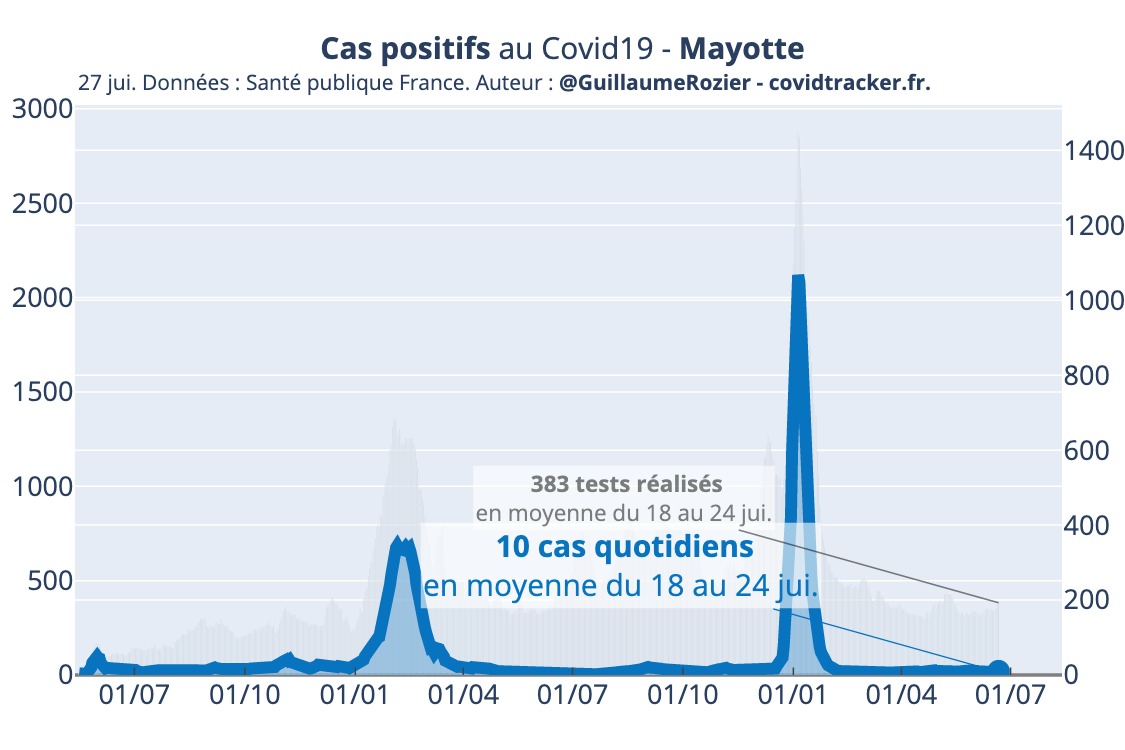 Cas positifs au Covid19 - Mayotte
27 jui. Données : Santé publique France. Auteur : @GuillaumeRozier - covidtracker.fr.
3000
2500
2000
1500
1000
500
0
1400
1200
1000
800
600
400
200
0
383 tests réalisés
en moyenne du 18 au 24 jui.
10 cas quotidiens
en moyenne du 18 au 24 jui.
01/07 01/10 01/01 01/04 01/07 01/10 01/01 01/04 01/07